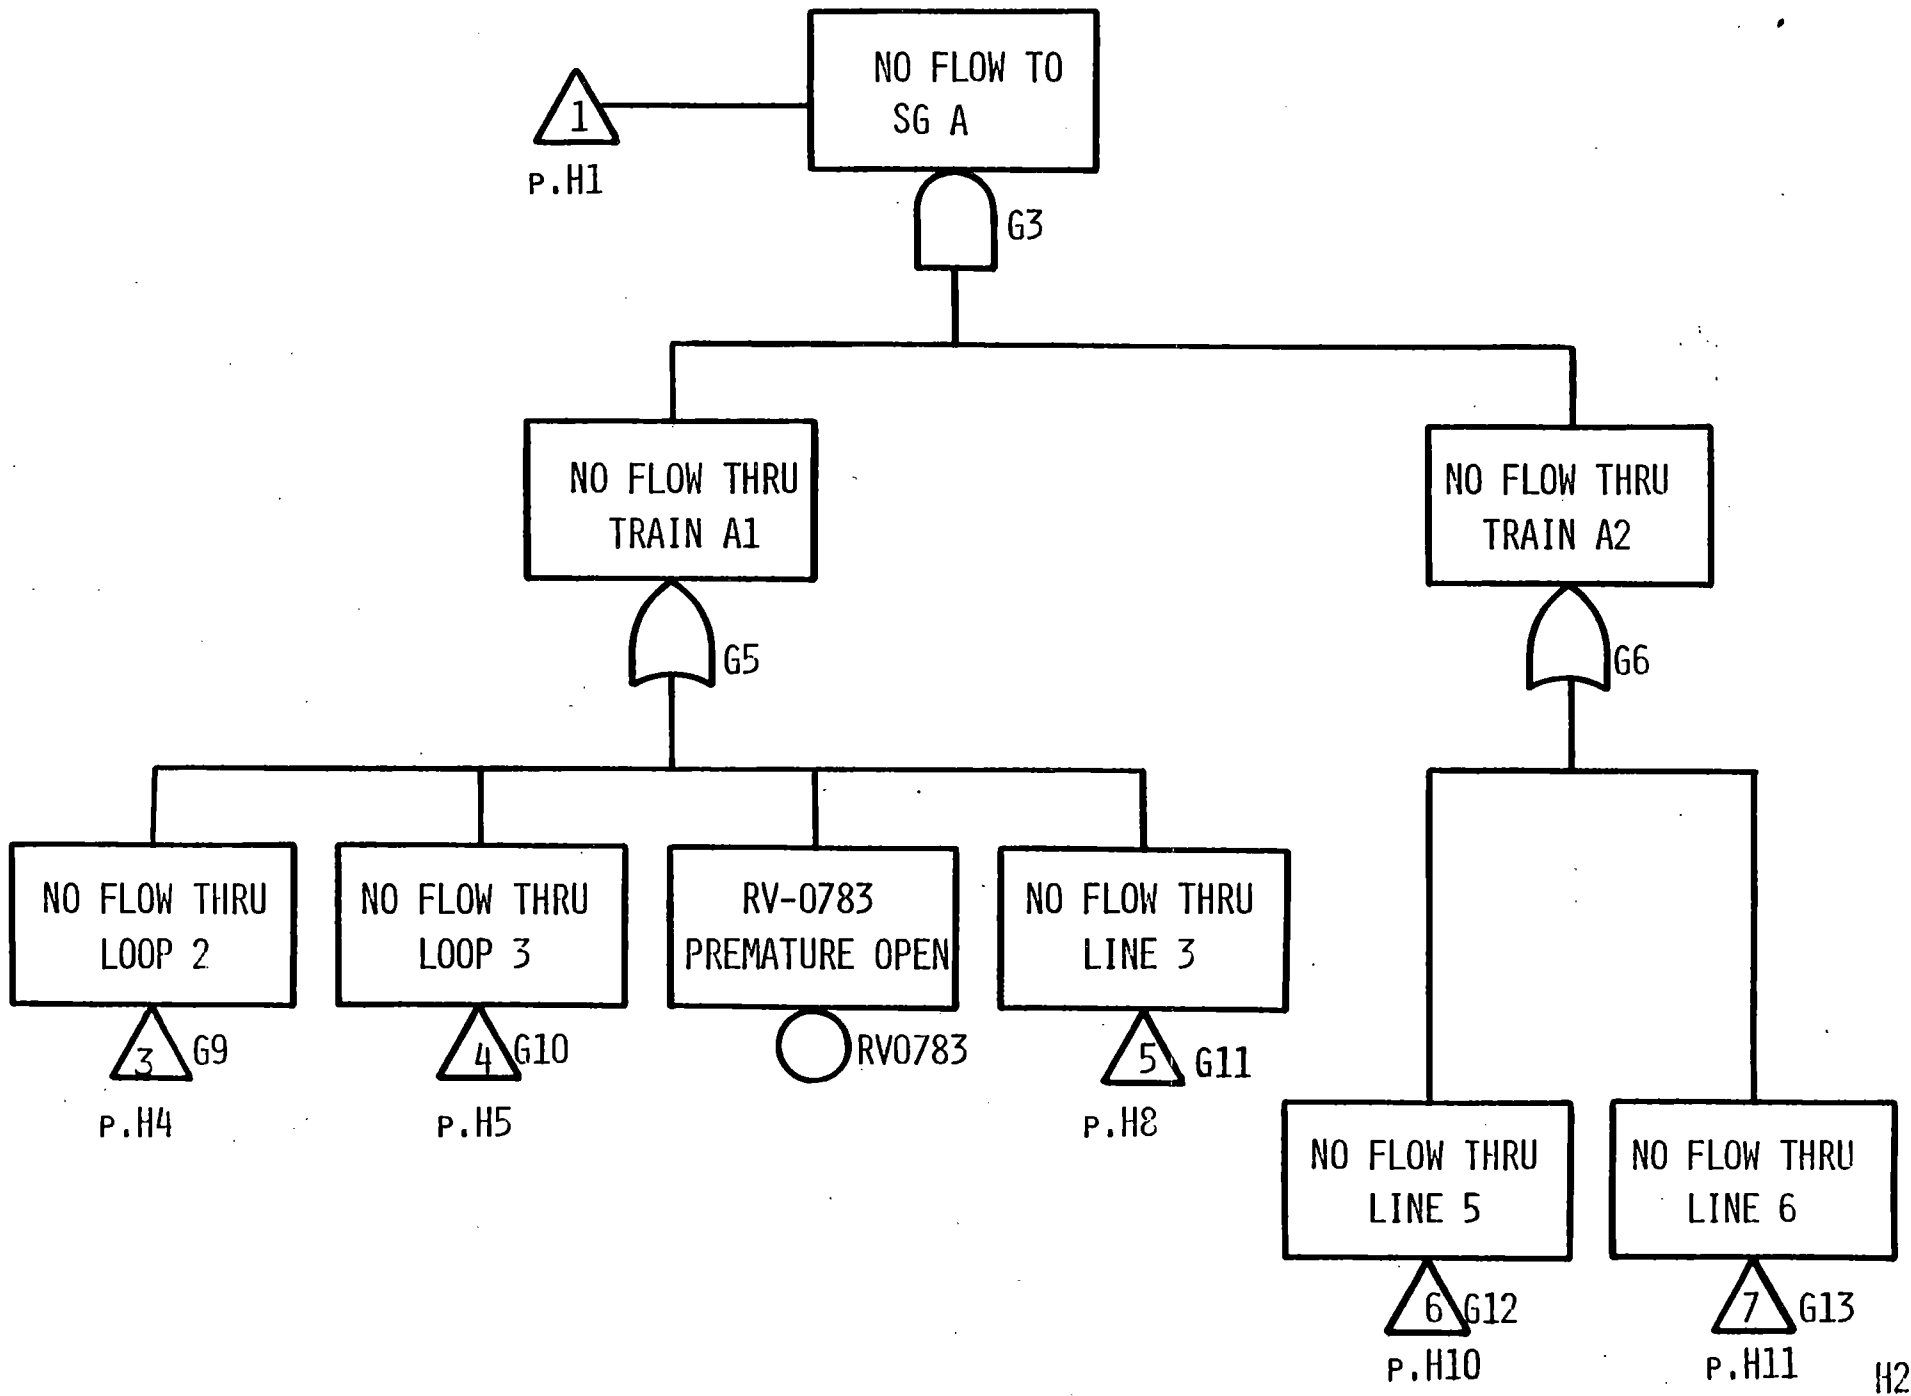 NO FLOW TO
SG A
1
p.H1
G3
NO FLOW THRU
TRAIN A1
NO FLOW THRU
TRAIN A2
G5
G6
NO FLOW THRU
LOOP 2
NO FLOW THRU
LOOP 3
RV-0783
PREMATURE OPEN
NO FLOW THRU
LINE 3
3
G9
4
G10
RV0783
5
G11
p.H4
p.H5
p.H8
NO FLOW THRU
LINE 5
NO FLOW THRU
LINE 6
6
G12
7
G13
p.H10
p.H11
H2